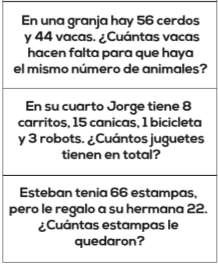 En una granja hay 56 cerdos
y 44 vacas. ¿Cuántas vacas
hacen falta para que haya
el mismo número de animales?
En su cuarto Jorge tiene 8
carritos, 15 canicas, 1 bicicleta
y 3 robots. ¿Cuántos juguetes
tienen en total?
Esteban tenia 66 estampas,
pero le regalo a su hermana 22.
¿Cuántas estampas le
quedaron?